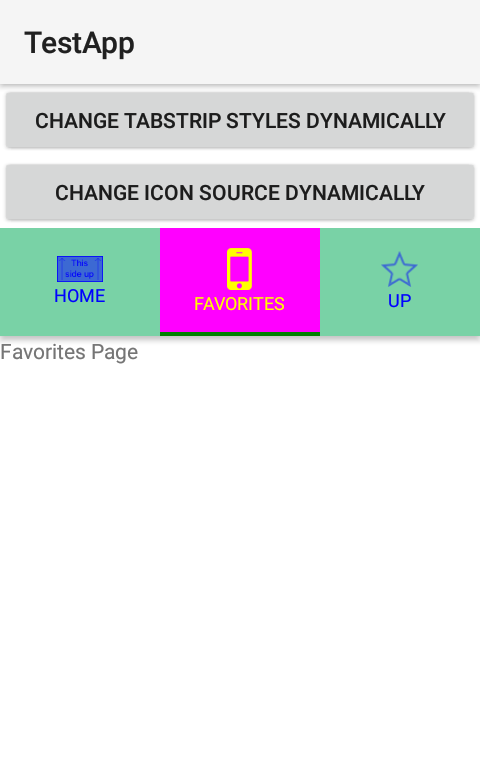 TestApp
CHANGE TABSTRIP STYLES DYNAMICALLY
CHANGE ICON SOURCE DYNAMICALLY
This
side up
HOME
FAVORITES
UP
Favorites Page